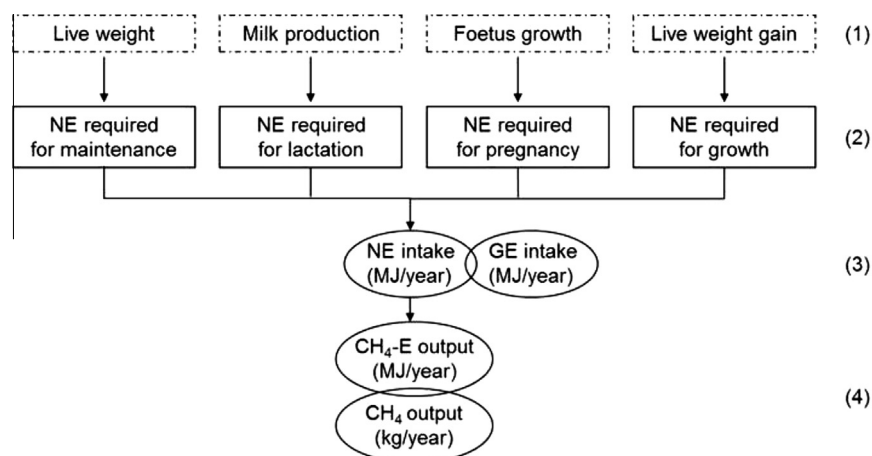 Live weight Milk production Foetus growth Live weight gain (1)
NE required NE required NE required NE required
for maintenance for lactation for pregnancy for growth (2)
NE intake GE intake
(MJ/year) (MJ/year) (3)
CH₄-E output
(MJ/year)
CH₄ output
(kg/year) (4)